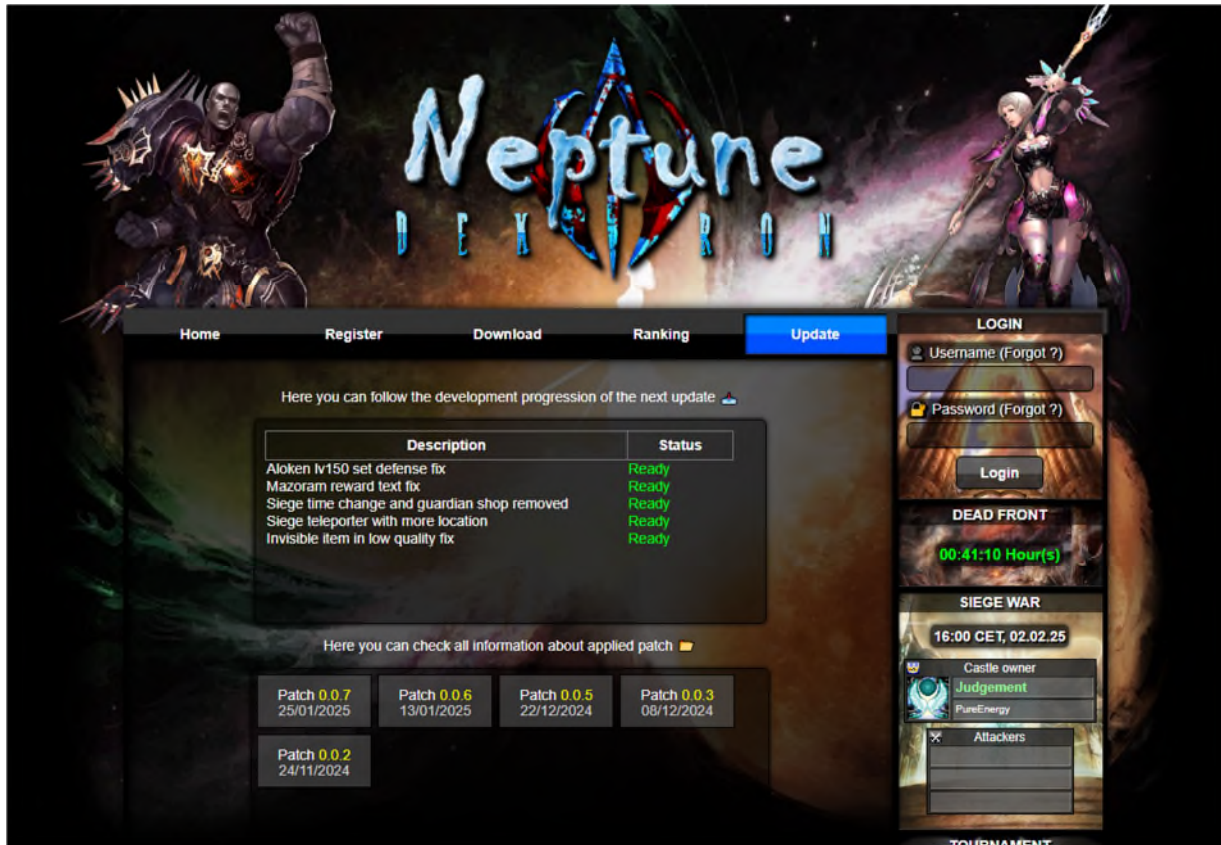 Neptune
DEKARON
Home Register Download Ranking Update
Here you can follow the development progression of the next update
Description Status
Aloken lv150 set defense fix Ready
Mazoram reward text fix Ready
Siege time change and guardian shop removed Ready
Siege teleporter with more location Ready
Invisible item in low quality fix Ready
Here you can check all information about applied patch
Patch 0.0.7 Patch 0.0.6 Patch 0.0.5 Patch 0.0.3
25/01/2025 13/01/2025 22/12/2024 08/12/2024
Patch 0.0.2
24/11/2024
LOGIN
Username (Forgot ?)
Password (Forgot ?)
Login
DEAD FRONT
00:41:10 Hour(s)
SIEGE WAR
16:00 CET, 02.02.25
Castle owner
Judgement
PureEnergy
Attackers
TOURNAMENT